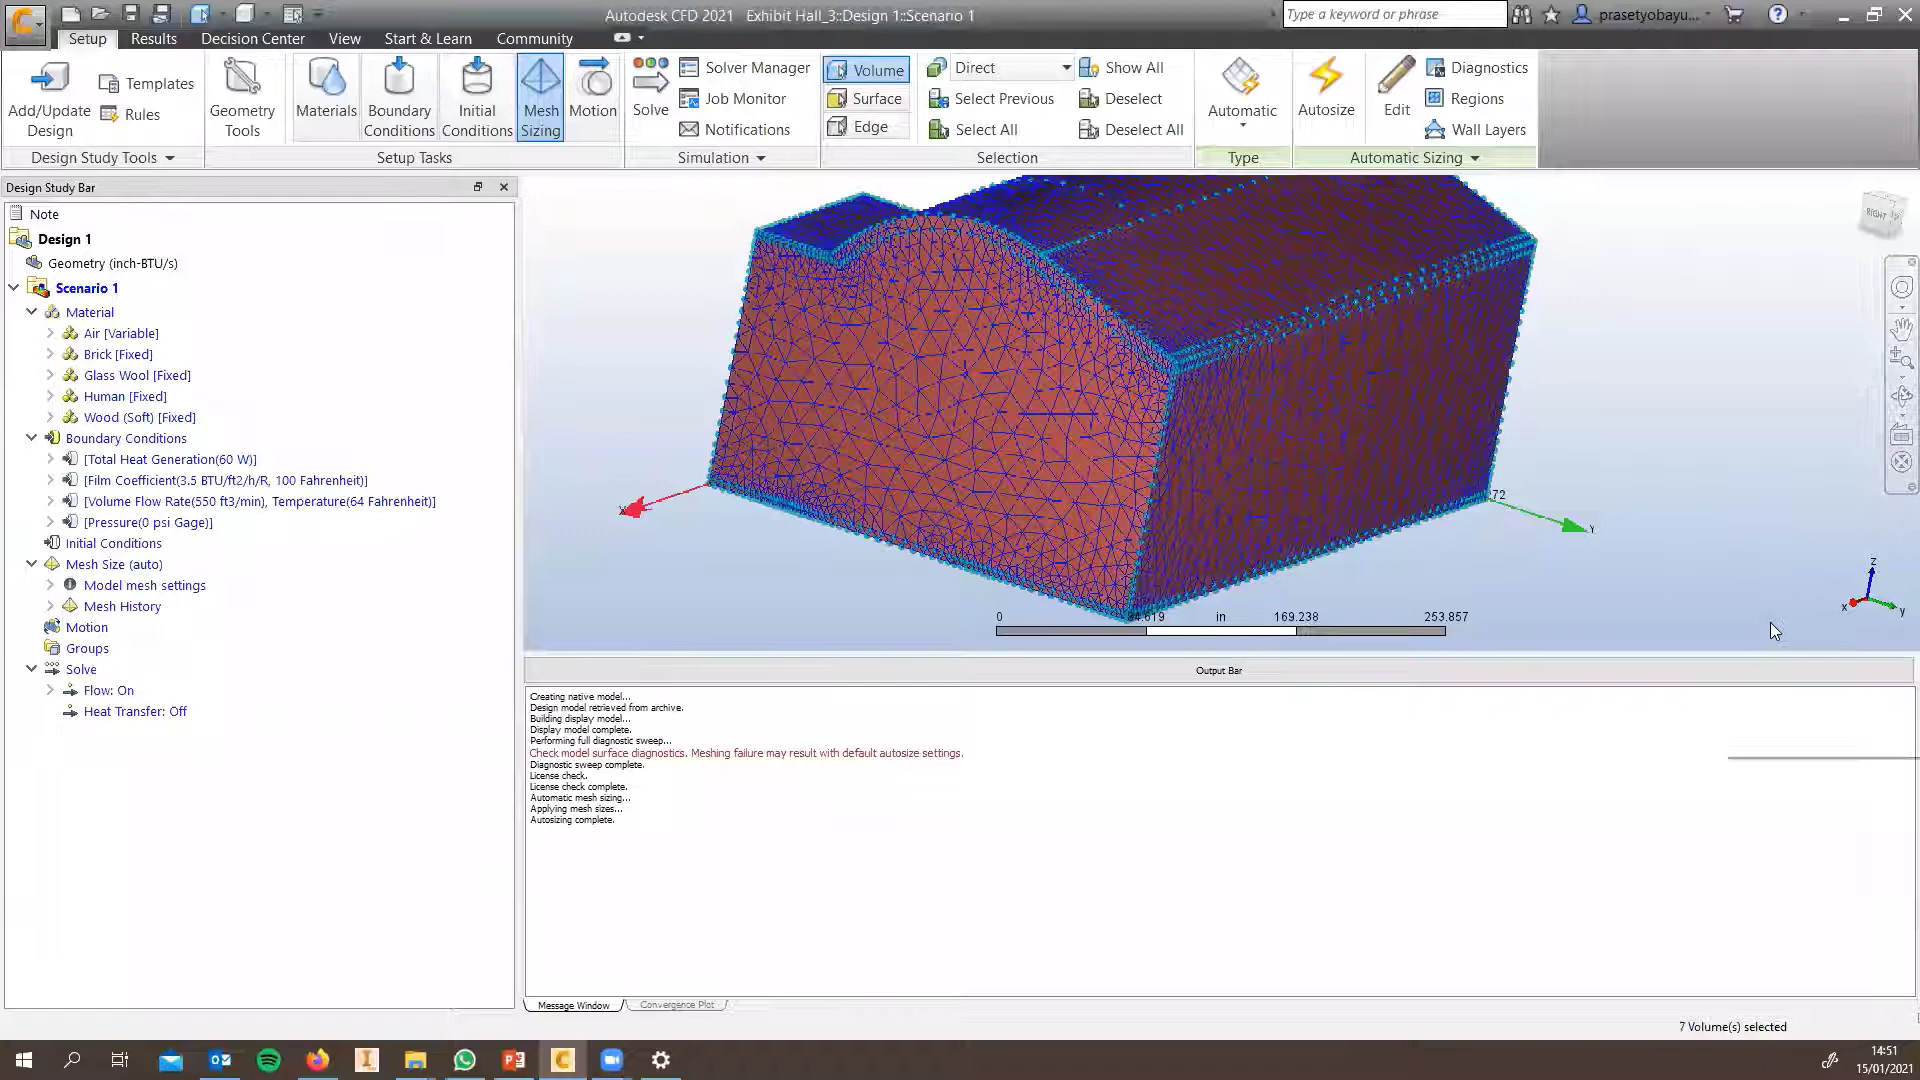 Autodesk CFD 2021 Exhibit Hall_3::Design 1::Scenario 1
Type a keyword or phrase
prasetyobayu...
Setup Results Decision Center View Start & Learn Community
Add/Update
Design
Templates
Rules
Geometry
Tools
Materials
Boundary
Conditions
Initial
Conditions
Mesh
Sizing
Motion
Solve
Solver Manager
Job Monitor
Notifications
Volume
Surface
Edge
Direct
Select Previous
Select All
Show All
Deselect
Deselect All
Automatic
Autosize
Edit
Diagnostics
Regions
Wall Layers
Design Study Tools
Setup Tasks
Simulation
Selection
Type
Automatic Sizing
Design Study Bar
Note
Design 1
Geometry (inch-BTU/s)
Scenario 1
Material
Air [Variable]
Brick [Fixed]
Glass Wool [Fixed]
Human [Fixed]
Wood (Soft) [Fixed]
Boundary Conditions
[Total Heat Generation(60 W)]
[Film Coefficient(3.5 BTU/ft2/h/R, 100 Fahrenheit)]
[Volume Flow Rate(550 ft3/min), Temperature(64 Fahrenheit)]
[Pressure(0 psi Gage)]
Initial Conditions
Mesh Size (auto)
Model mesh settings
Mesh History
Motion
Groups
Solve
Flow: On
Heat Transfer: Off
RIGHT
X
72
Y
Z
x
y
0 84.619 in 169.238 253.857
Output Bar
Creating native model...
Design model retrieved from archive.
Building display model...
Display model complete.
Performing full diagnostic sweep...
Check model surface diagnostics. Meshing failure may result with default autosize settings.
Diagnostic sweep complete.
License check.
License check complete.
Automatic mesh sizing...
Applying mesh sizes...
Autosizing complete.
Message Window Convergence Plot
7 Volume(s) selected
14:51
15/01/2021